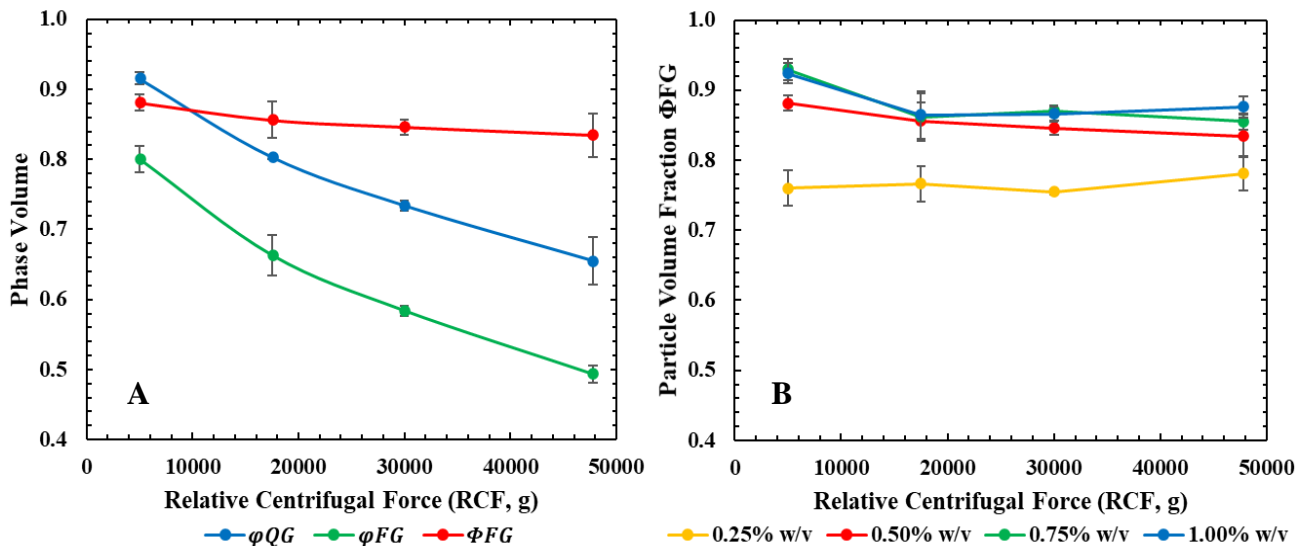 Phase Volume
1.0
0.9
0.8
0.7
0.6
0.5
0.4
A
0 10000 20000 30000 40000 50000
Relative Centrifugal Force (RCF, g)
φQG φFG ΦFG
Particle Volume Fraction ΦFG
1.0
0.9
0.8
0.7
0.6
0.5
0.4
B
0 10000 20000 30000 40000 50000
Relative Centrifugal Force (RCF, g)
0.25% w/v 0.50% w/v 0.75% w/v 1.00% w/v